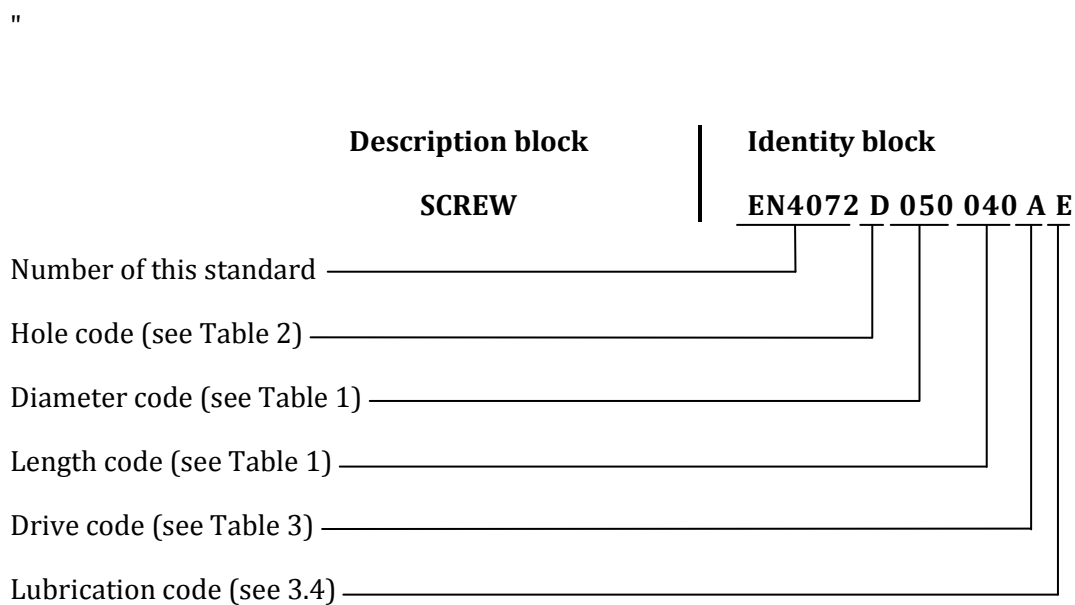 "
Description block Identity block
SCREW EN4072 D 050 040 A E
Number of this standard
Hole code (see Table 2)
Diameter code (see Table 1)
Length code (see Table 1)
Drive code (see Table 3)
Lubrication code (see 3.4)